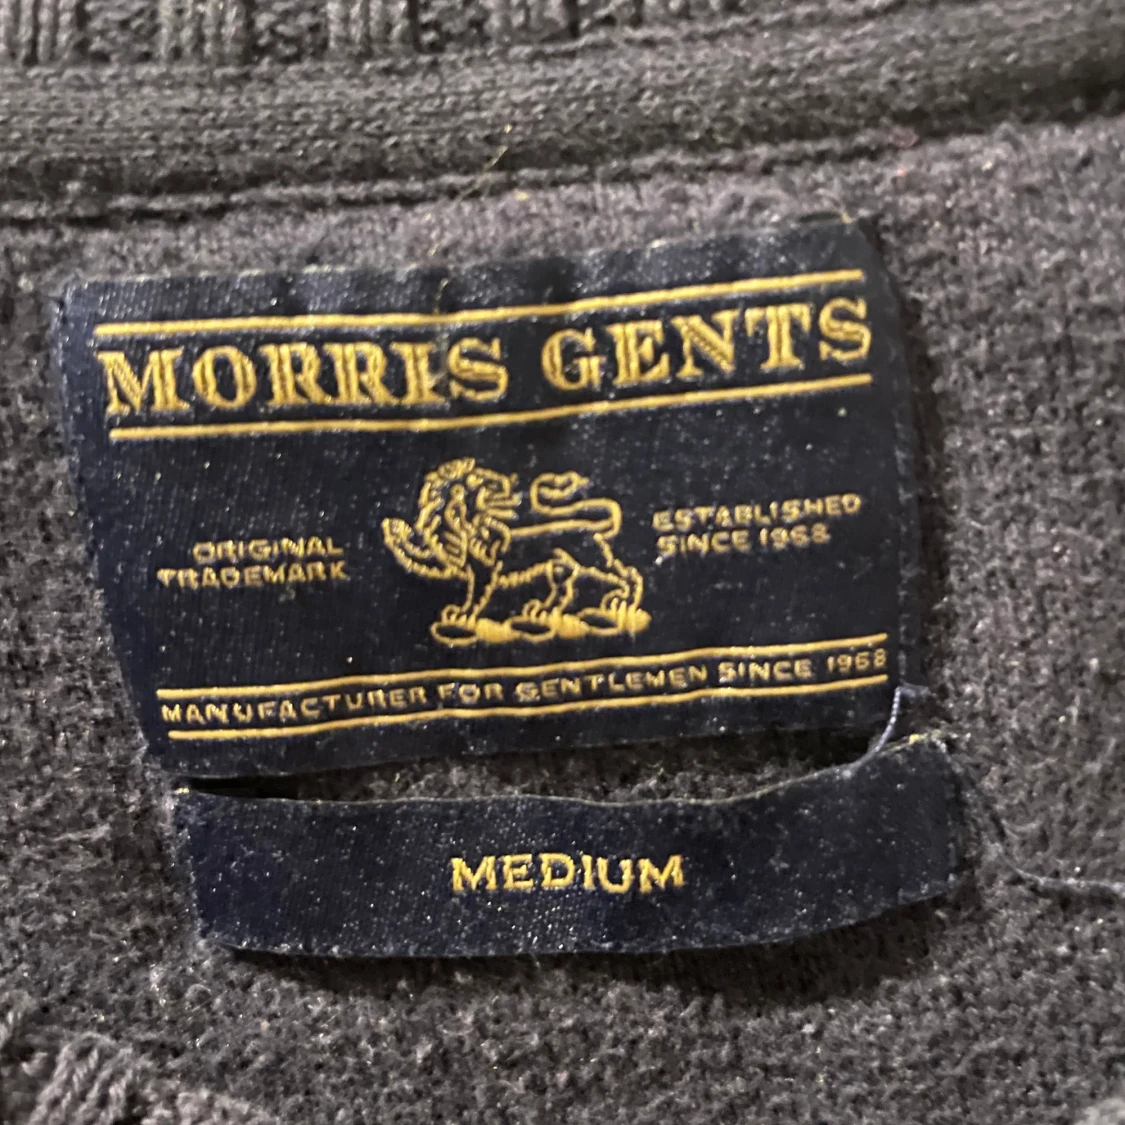 MORRIS GENTS
ORIGINAL
TRADEMARK
ESTABLISHED
SINCE 1968
MANUFACTURER FOR GENTLEMEN SINCE 1968
MEDIUM